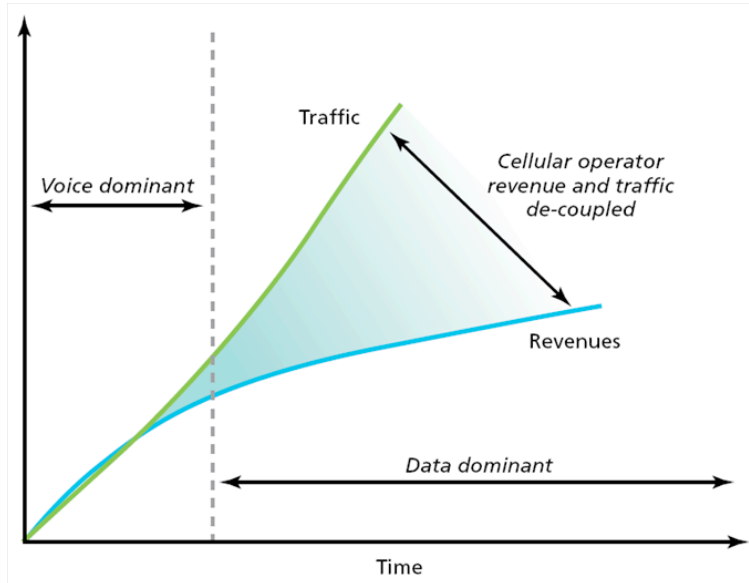 Traffic
Voice dominant
Cellular operator
revenue and traffic
de-coupled
Revenues
Data dominant
Time